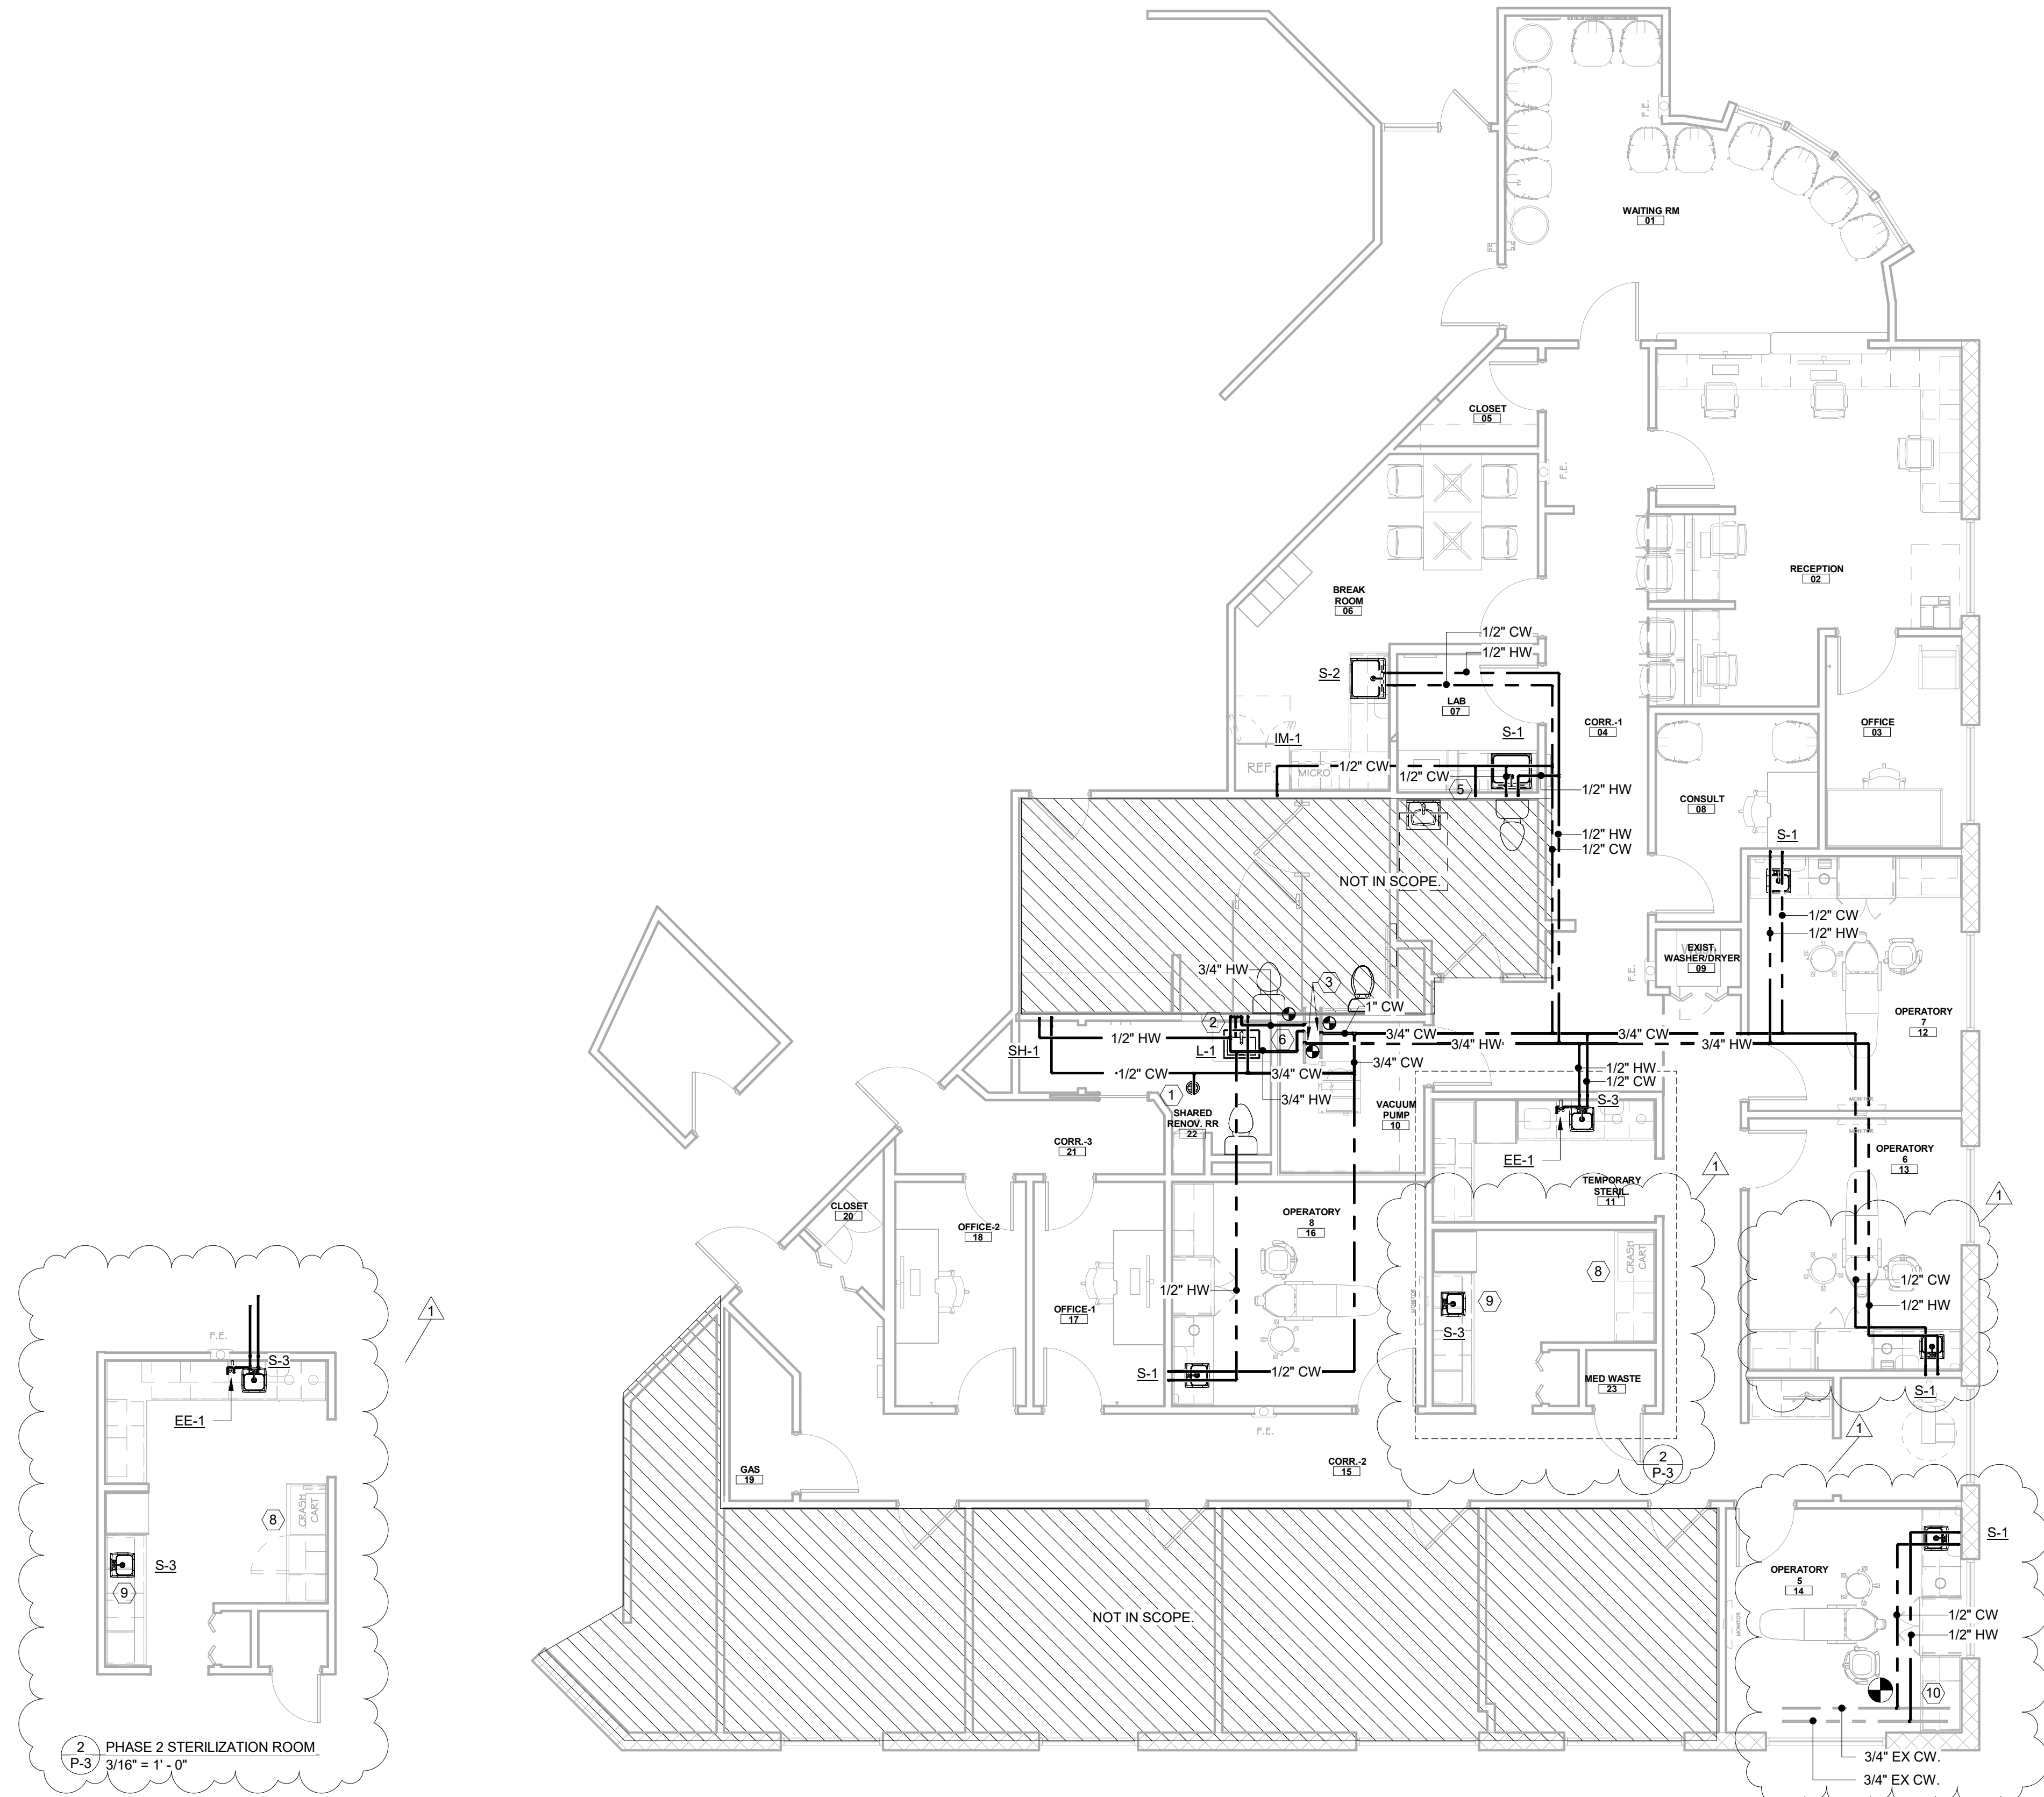 F.E.
TV
WAITING RM
01
CLOSET
05
F.E.
RECEPTION
02
BREAK
ROOM
06
1/2" CW
1/2" HW
S-2
LAB
07
CORR.-1
04
OFFICE
03
S-1
IM-1
REF.
MICRO
1/2" CW
1/2" CW
5
1/2" HW
CONSULT
08
1/2" HW
1/2" CW
S-1
NOT IN SCOPE.
1/2" CW
1/2" HW
EXIST.
WASHER/DRYER
09
F.E.
3/4" HW
3
1" CW
OPERATORY
7
12
2
6
1/2" HW
SH-1
L-1
3/4" CW
3/4" HW
3/4" CW
3/4" HW
3/4" CW
1/2" CW
3/4" CW
1/2" HW
1/2" CW
1
3/4" HW
S-3
SHARED
RENOV. RR
22
VACUUM
PUMP
10
MONITOR
MONITOR
CORR.-3
21
EE-1
OPERATORY
6
13
1
TEMPORARY
STERIL.
11
1
CLOSET
20
OFFICE-2
18
OPERATORY
8
16
CRASH
CART
8
1/2" CW
1/2" HW
MONITOR
9
1/2" HW
OFFICE-1
17
S-3
1
F.E.
S-3
EE-1
S-1
1/2" CW
MED WASTE
23
S-1
1
F.E.
GAS
19
CORR.-2
15
2
P-3
8
CRASH
CART
S-3
9
S-1
OPERATORY
5
14
MONITOR
NOT IN SCOPE.
1/2" CW
1/2" HW
10
2
P-3
PHASE 2 STERILIZATION ROOM
3/16" = 1' - 0"
3/4" EX CW.
3/4" EX CW.